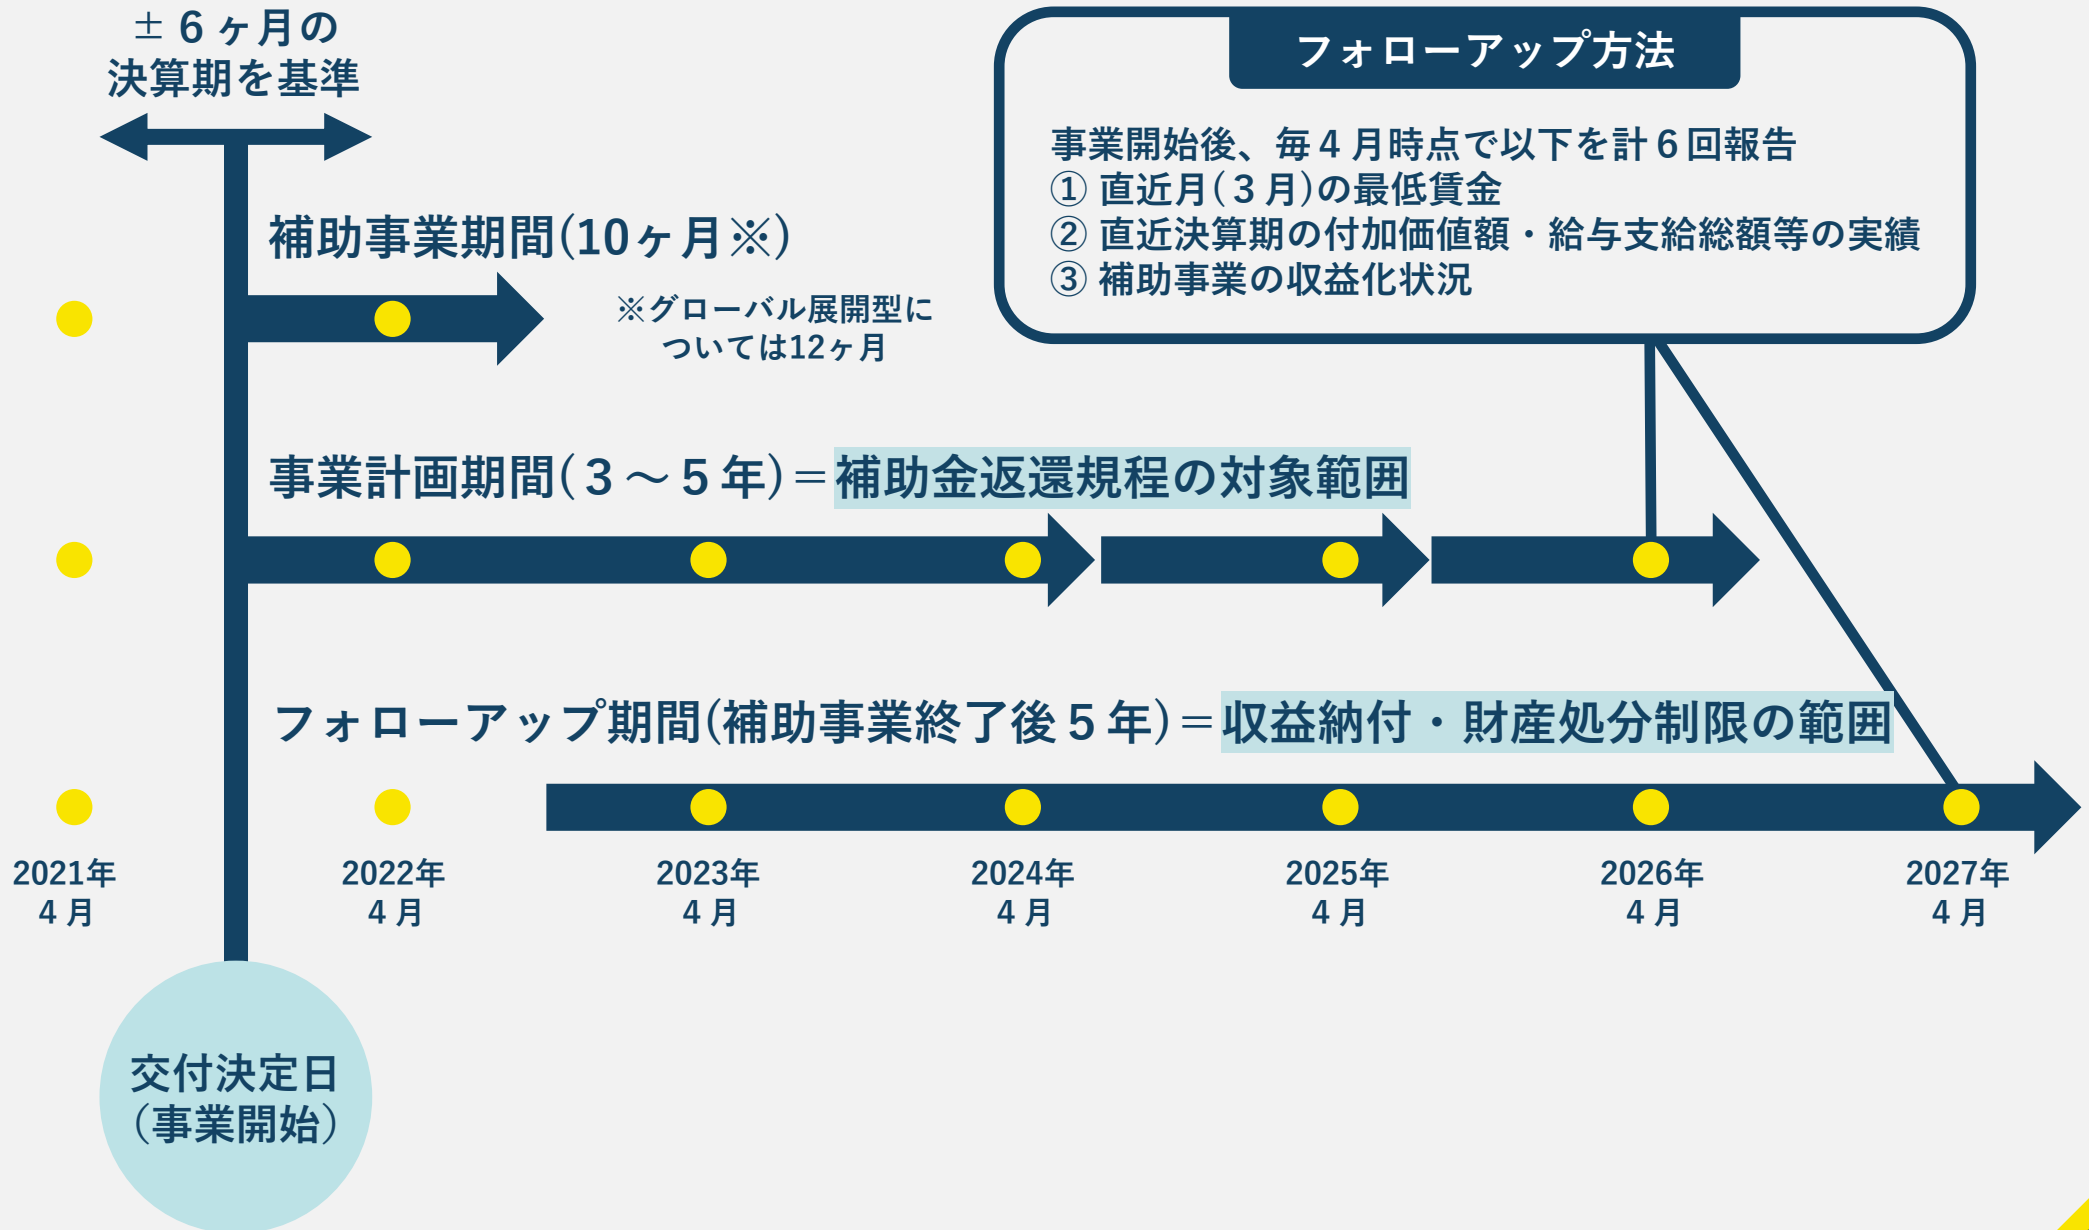 ±６ヶ月の
決算期を基準
フォローアップ方法
事業開始後、毎４月時点で以下を計６回報告
① 直近月(３月)の最低賃金
② 直近決算期の付加価値額・給与支給総額等の実績
③ 補助事業の収益化状況
補助事業期間(10ヶ月※)
※グローバル展開型に
ついては12ヶ月
事業計画期間(３～５年)＝補助金返還規程の対象範囲
フォローアップ期間(補助事業終了後５年)＝収益納付・財産処分制限の範囲
2021年
４月
2022年
４月
2023年
４月
2024年
４月
2025年
４月
2026年
４月
2027年
４月
交付決定日
（事業開始）